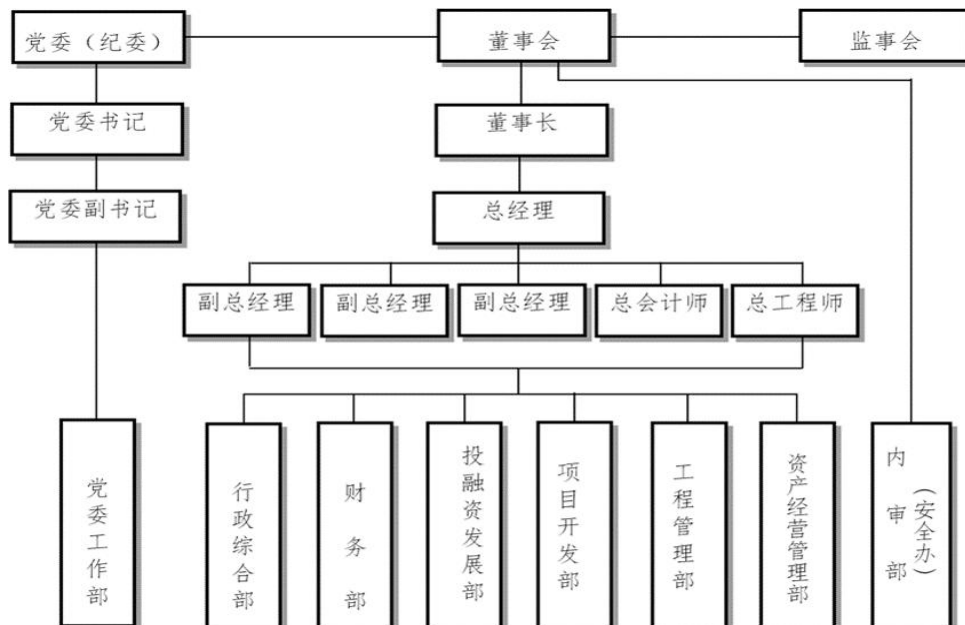 党委（纪委）
董事会
监事会
党委书记
董事长
党委副书记
总经理
副总经理
副总经理
副总经理
总会计师
总工程师
党委工作部
行政综合部
财务部
投融资发展部
项目开发部
工程管理部
资产经营管理部
内审部
（安全办）